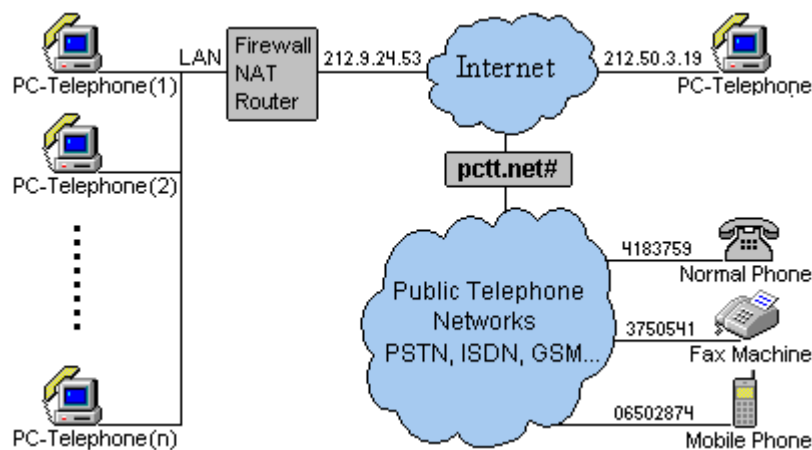 PC-Telephone(1)
LAN
Firewall
NAT
Router
212.9.24.53
Internet
212.50.3.19
PC-Telephone
PC-Telephone(2)
pctt.net#
PC-Telephone(n)
Public Telephone
Networks
PSTN, ISDN, GSM...
4183759
Normal Phone
3750541
Fax Machine
06502874
Mobile Phone